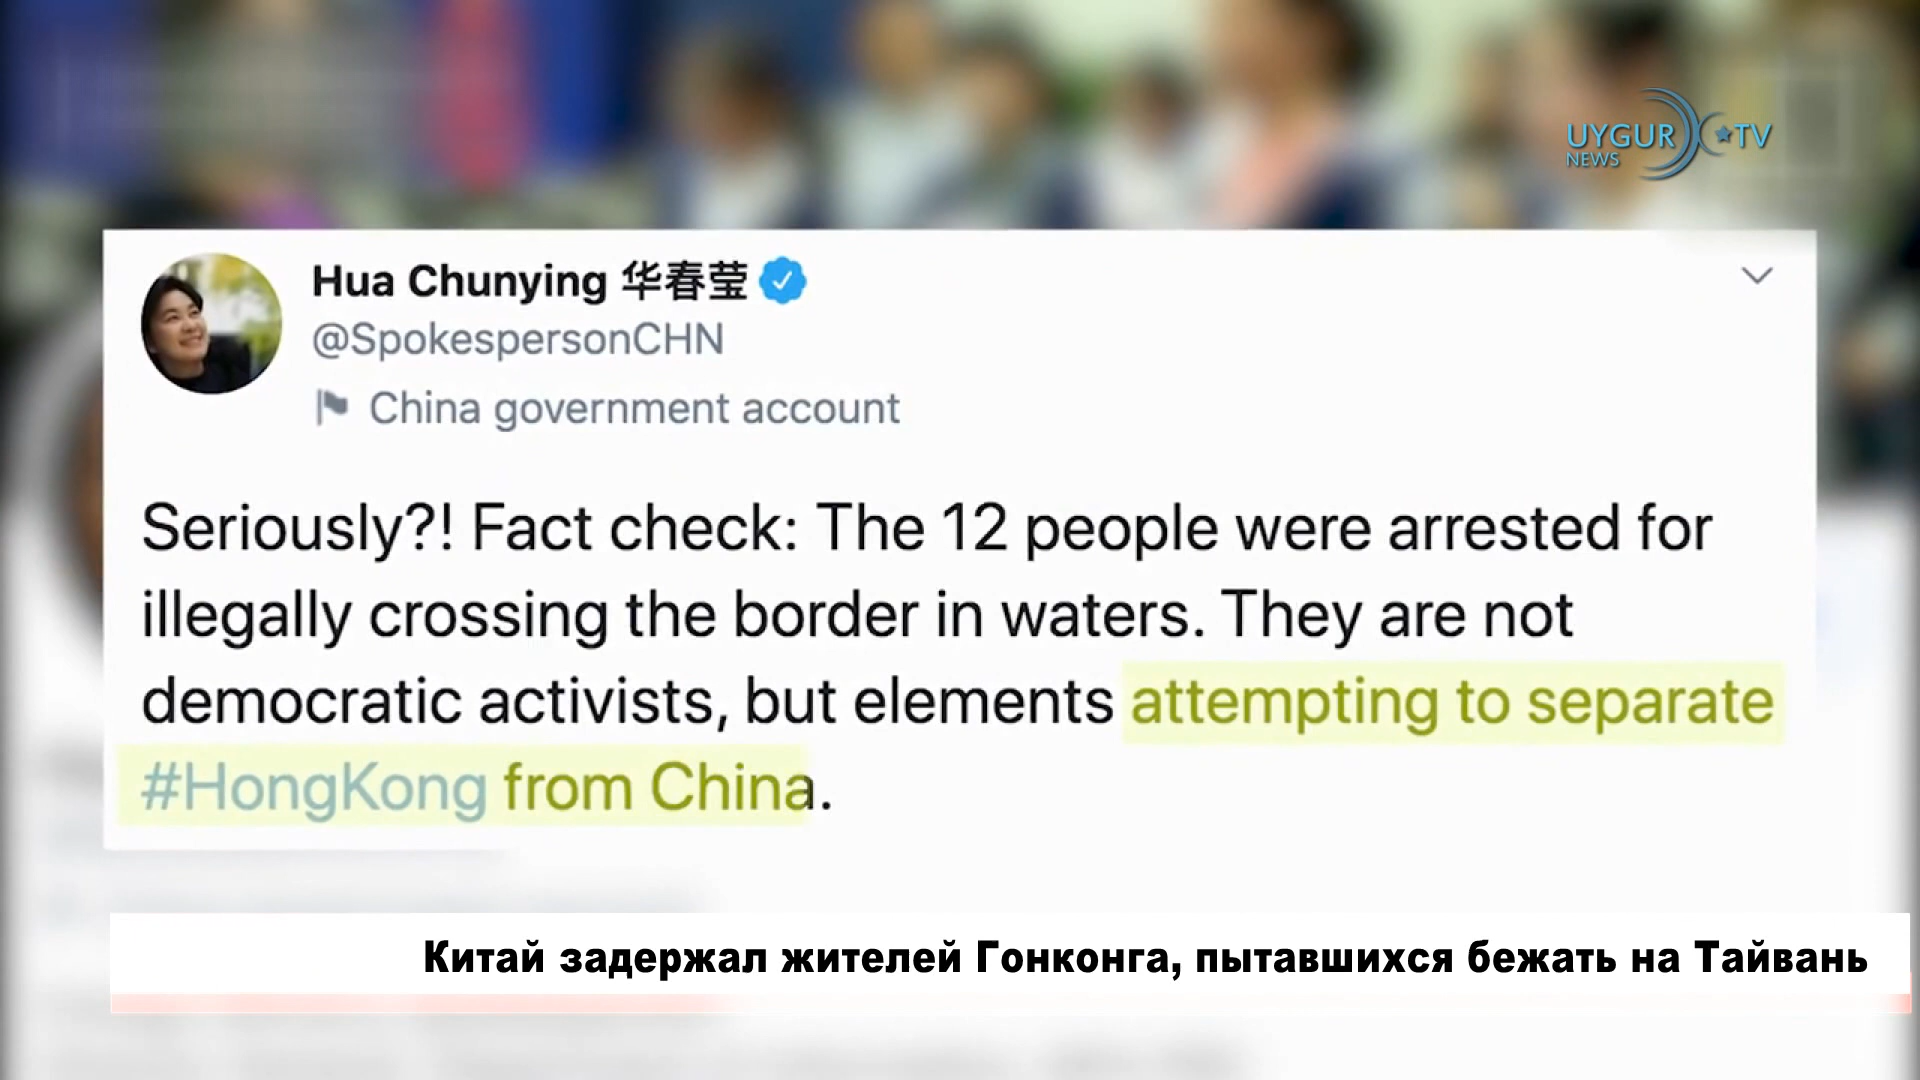 UYGUR TV
NEWS
Hua Chunying 华春莹
@SpokespersonCHN
China government account
Seriously?! Fact check: The 12 people were arrested for
illegally crossing the border in waters. They are not
democratic activists, but elements attempting to separate
#HongKong from China.
Китай задержал жителей Гонконга, пытавшихся бежать на Тайвань